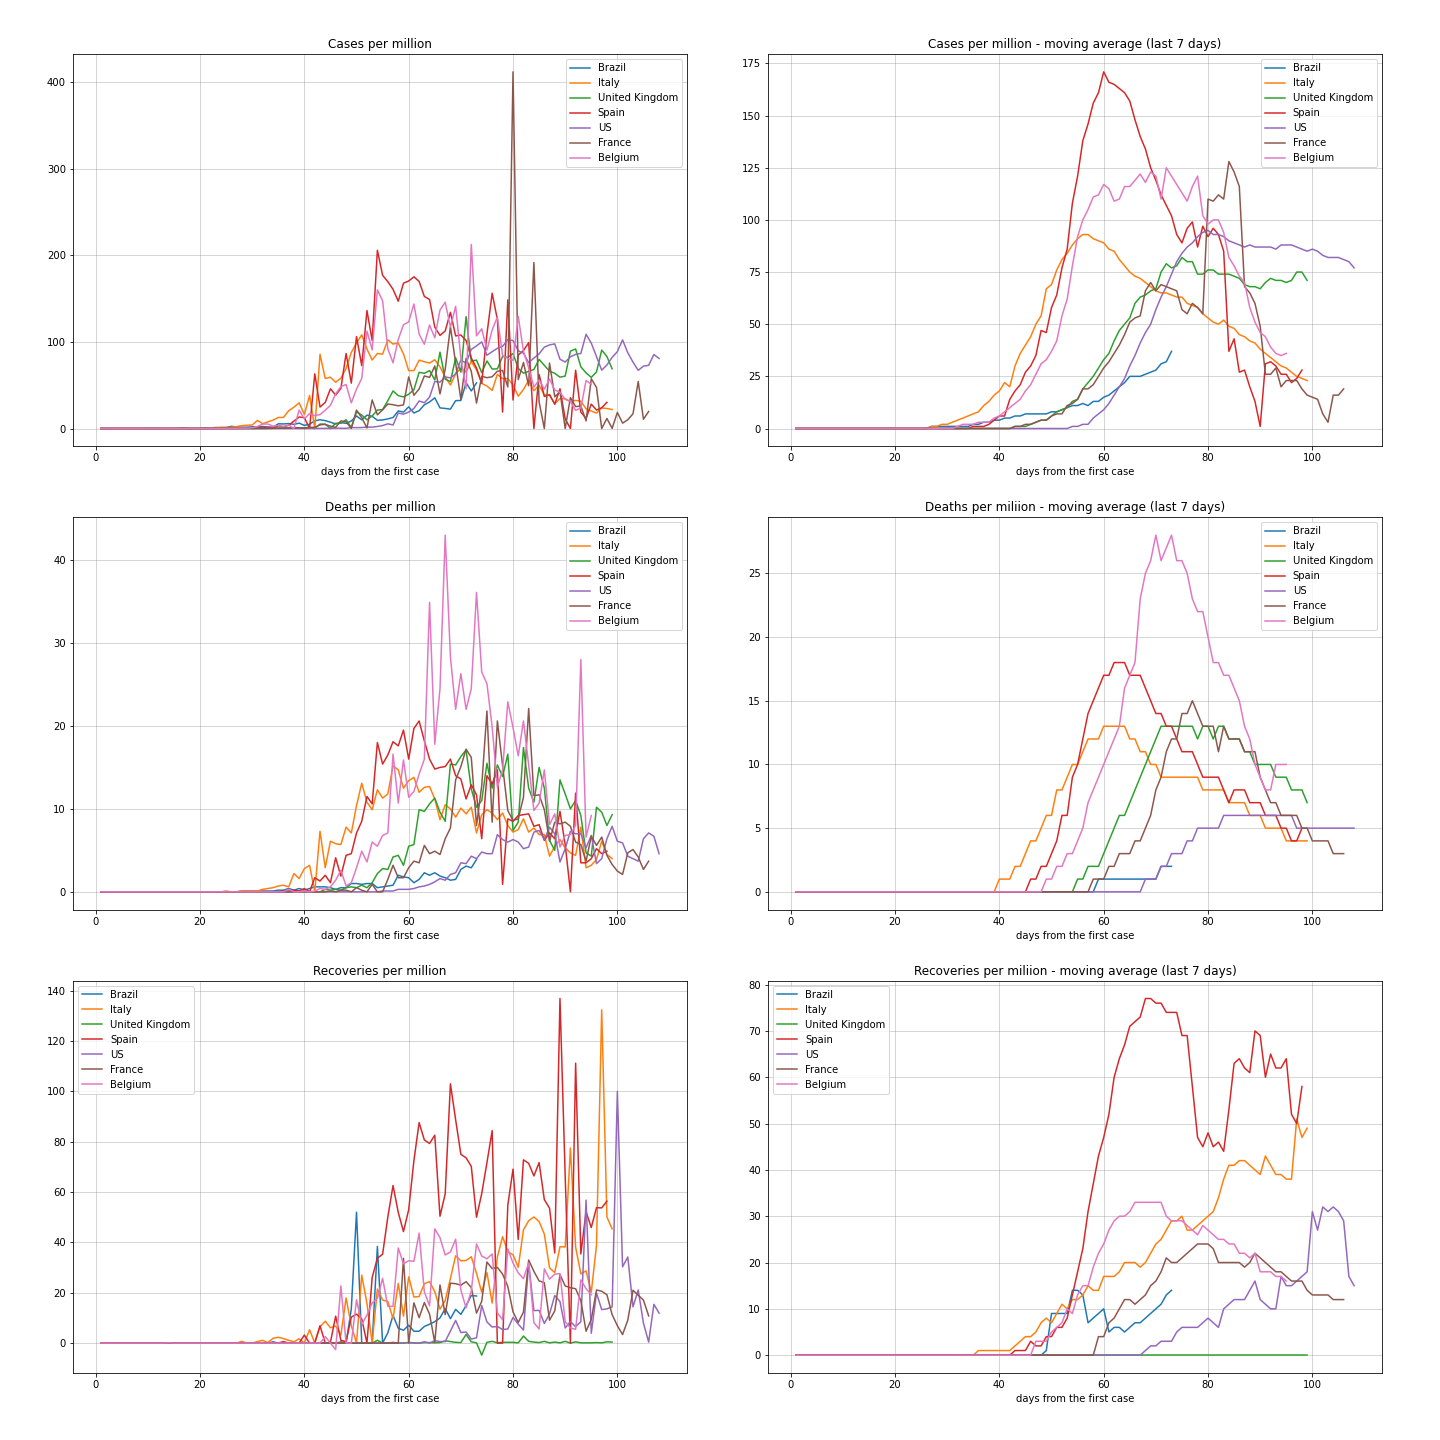 Cases per million
400
300
200
100
0
0 20 40 60 80 100
days from the first case
Brazil
Italy
United Kingdom
Spain
US
France
Belgium
Cases per million - moving average (last 7 days)
175
150
125
100
75
50
25
0
0 20 40 60 80 100
days from the first case
Brazil
Italy
United Kingdom
Spain
US
France
Belgium
Deaths per million
40
30
20
10
0
0 20 40 60 80 100
days from the first case
Brazil
Italy
United Kingdom
Spain
US
France
Belgium
Deaths per miliion - moving average (last 7 days)
25
20
15
10
5
0
0 20 40 60 80 100
days from the first case
Brazil
Italy
United Kingdom
Spain
US
France
Belgium
Recoveries per million
140
120
100
80
60
40
20
0
0 20 40 60 80 100
days from the first case
Brazil
Italy
United Kingdom
Spain
US
France
Belgium
Recoveries per miliion - moving average (last 7 days)
80
70
60
50
40
30
20
10
0
0 20 40 60 80 100
days from the first case
Brazil
Italy
United Kingdom
Spain
US
France
Belgium